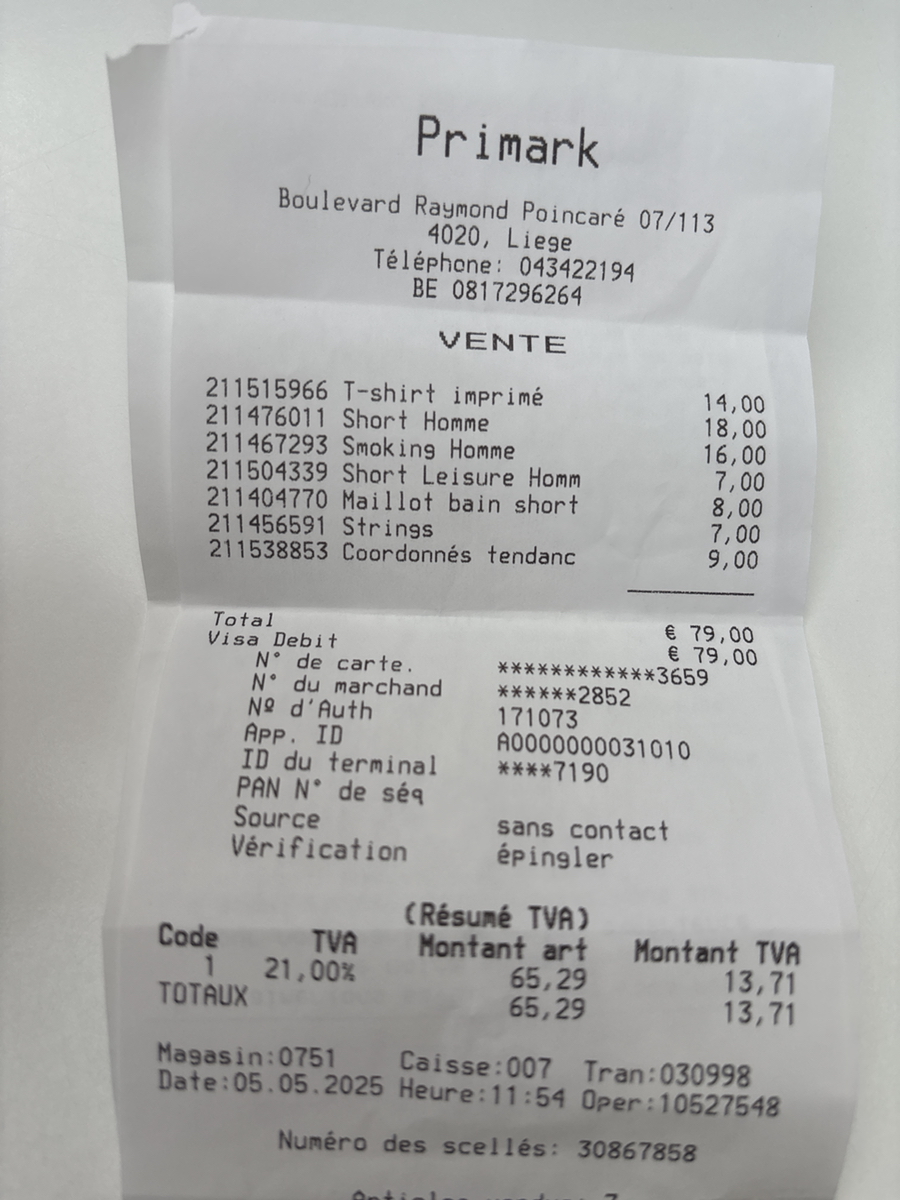 Primark
Boulevard Raymond Poincaré 07/113
4020, Liege
Téléphone: 043422194
BE 0817296264
VENTE
211515966 T-shirt imprimé 14,00
211476011 Short Homme 18,00
211467293 Smoking Homme 16,00
211504339 Short Leisure Homm 7,00
211404770 Maillot bain short 8,00
211456591 Strings 7,00
211538853 Coordonnés tendanc 9,00
Total € 79,00
Visa Debit € 79,00
N° de carte. ************3659
N° du marchand ******2852
Nº d'Auth 171073
App. ID A0000000031010
ID du terminal ****7190
PAN N° de séq
Source sans contact
Vérification épingler
(Résumé TVA)
Code TVA Montant art Montant TVA
1 21,00% 65,29 13,71
TOTAUX 65,29 13,71
Magasin:0751 Caisse:007 Tran:030998
Date:05.05.2025 Heure:11:54 Oper:10527548
Numéro des scellés: 30867858